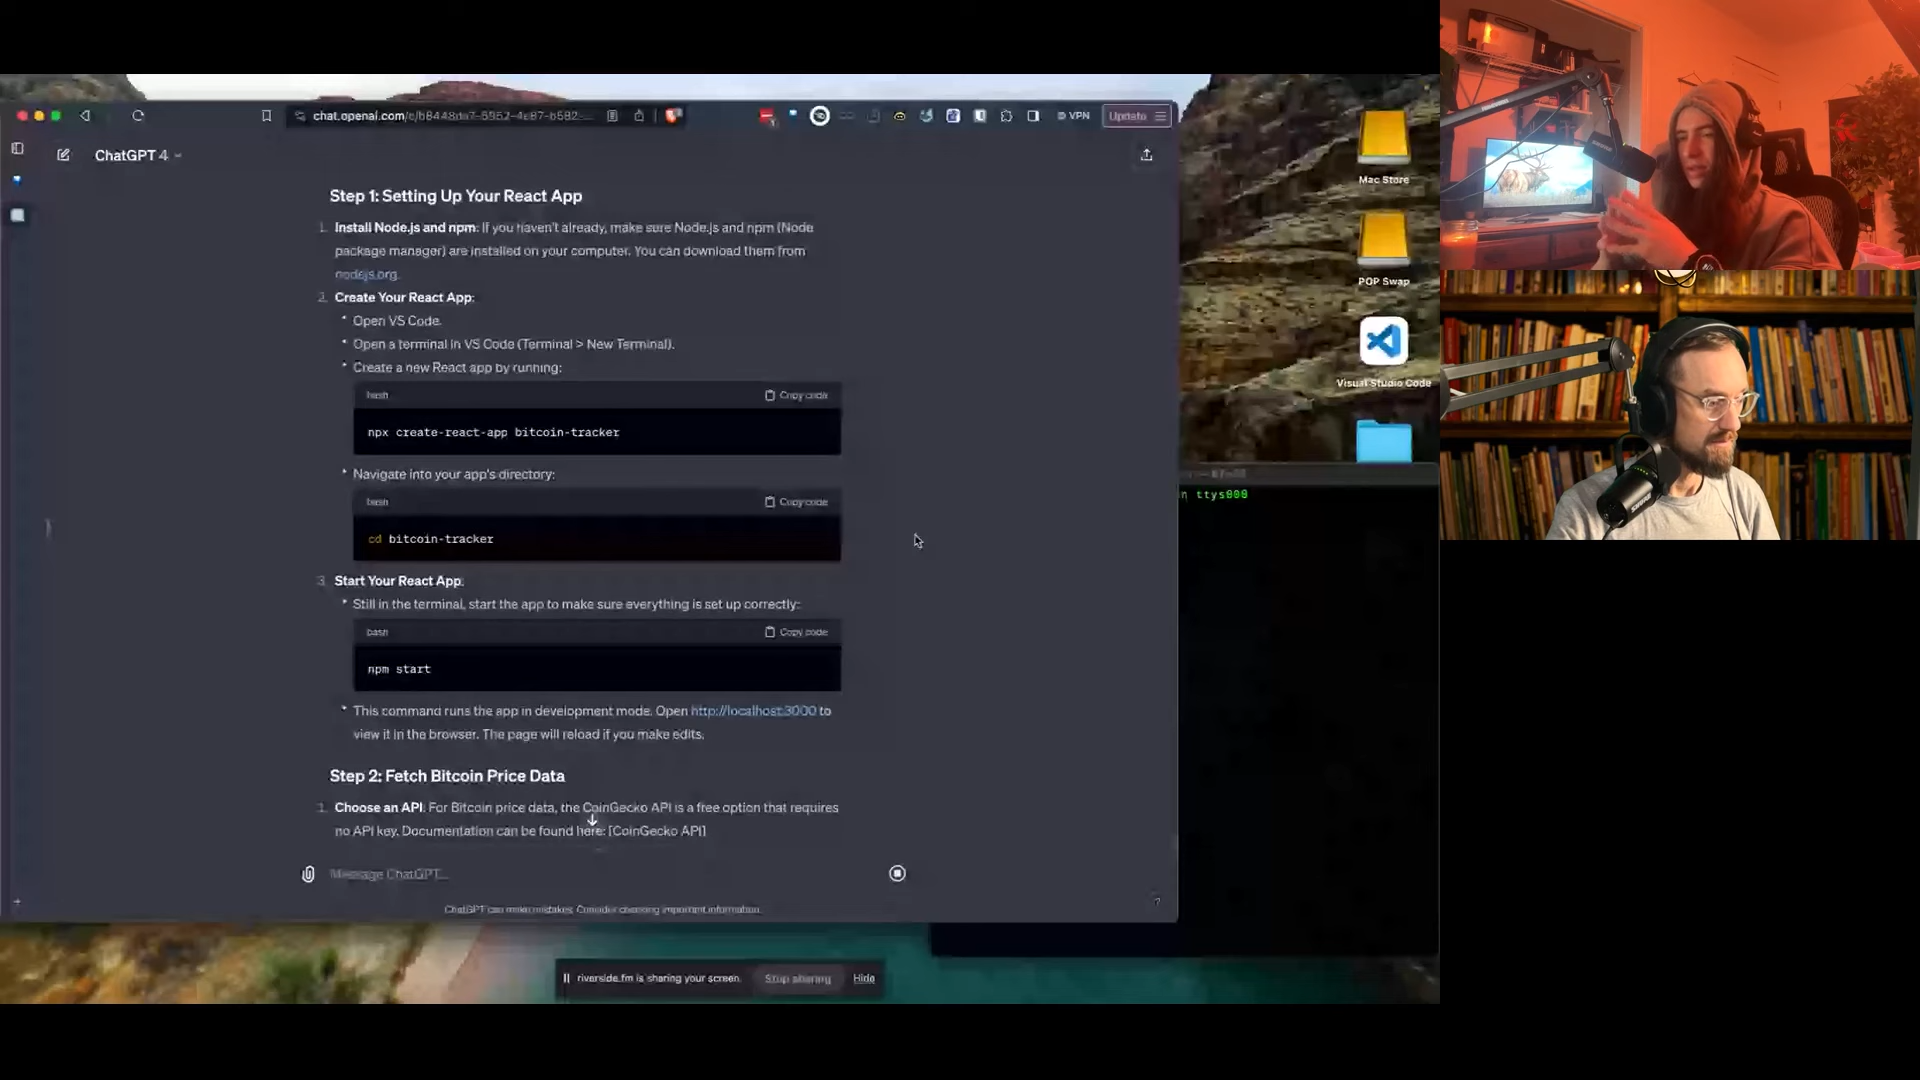 chat.openai.com
VPN
Update
ChatGPT 4
Step 1: Setting Up Your React App
1. Install Node.js and npm: If you haven't already, make sure Node.js and npm (Node
package manager) are installed on your computer. You can download them from
nodejs.org.
2. Create Your React App:
• Open VS Code.
• Open a terminal in VS Code (Terminal > New Terminal).
• Create a new React app by running:
bash
Copy code
npx create-react-app bitcoin-tracker
• Navigate into your app's directory:
bash
Copy code
cd bitcoin-tracker
3. Start Your React App:
• Still in the terminal, start the app to make sure everything is set up correctly:
bash
Copy code
npm start
• This command runs the app in development mode. Open http://localhost:3000 to
view it in the browser. The page will reload if you make edits.
Step 2: Fetch Bitcoin Price Data
1. Choose an API: For Bitcoin price data, the CoinGecko API is a free option that requires
no API key. Documentation can be found here: [CoinGecko API]
Message ChatGPT...
ChatGPT can make mistakes. Consider checking important information.
?
riverside.fm is sharing your screen.
Stop sharing
Hide
Mac Store
POP Swap
Visual Studio Code
n ttys000